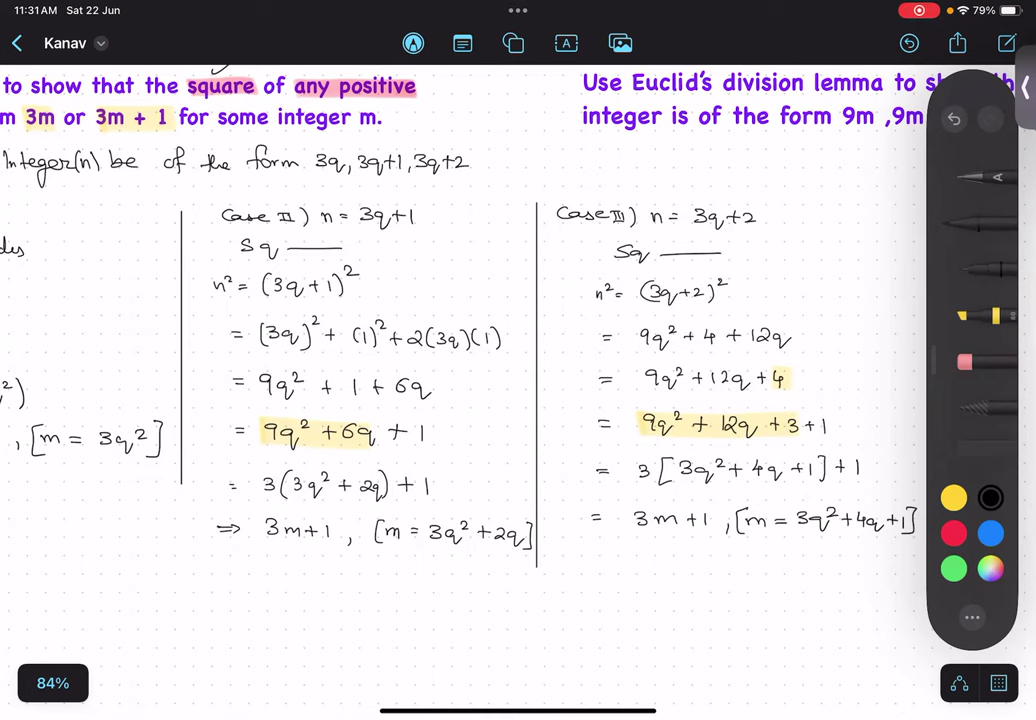 11:31AM Sat 22 Jun
79%
Kanav
to show that the square of any positive
m 3m or 3m + 1 for some integer m.
Use Euclid's division lemma to s
integer is of the form 9m ,9m
Integer(n) be of the form 3q, 3q+1, 3q+2
des
²)
, [m = 3q²]
Case II) n = 3q+1
Sq
n² = (3q+1)²
= (3q)² + (1)² + 2(3q)(1)
= 9q² + 1 + 6q
= 9q² + 6q + 1
= 3(3q² + 2q) + 1
⇒ 3m+1 , [m = 3q² + 2q]
Case III) n = 3q+2
Sq
n² = (3q+2)²
= 9q² + 4 + 12q
= 9q² + 12q + 4
= 9q² + 12q + 3 + 1
= 3[3q² + 4q + 1] + 1
= 3m+1 , [m = 3q² + 4q + 1]
84%